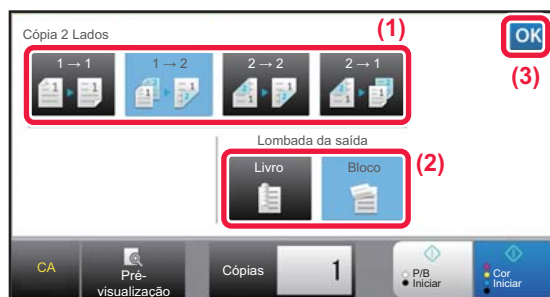 Cópia 2 Lados
(1)
OK
1 → 1
1 → 2
2 → 2
2 → 1
(3)
Lombada da saída
Livro
Bloco
(2)
CA
Pré-
visualização
Cópias
1
P/B
Iniciar
Cor
Iniciar